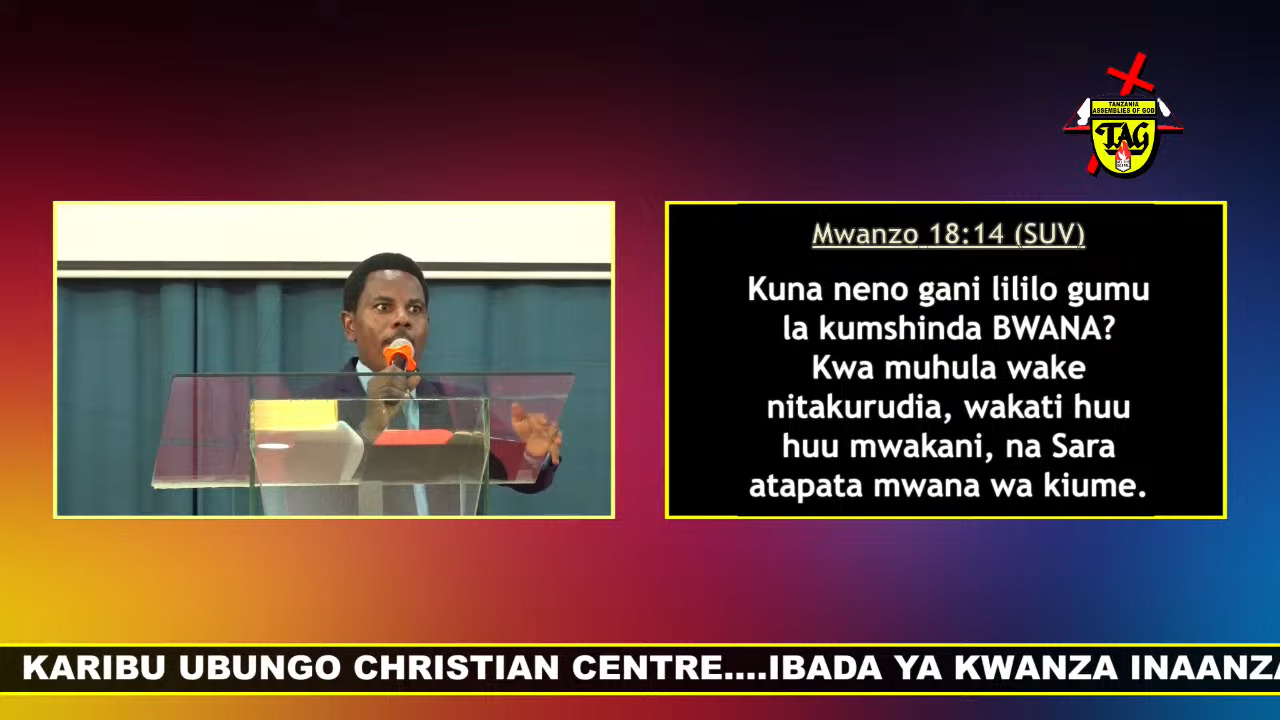 TANZANIA
ASSEMBLIES OF GOD
TAG
Mwanzo 18:14 (SUV)
Kuna neno gani lililo gumu
la kumshinda BWANA?
Kwa muhula wake
nitakurudia, wakati huu
huu mwakani, na Sara
atapata mwana wa kiume.
KARIBU UBUNGO CHRISTIAN CENTRE....IBADA YA KWANZA INAANZA